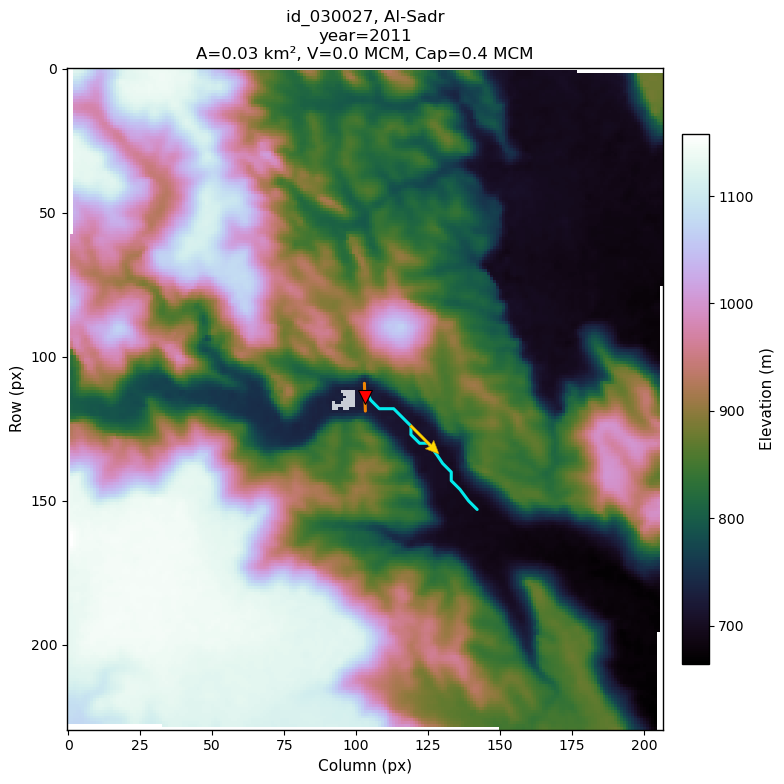 id_030027, Al-Sadr
year=2011
A=0.03 km², V=0.0 MCM, Cap=0.4 MCM
0
50
100
150
200
Row (px)
0 25 50 75 100 125 150 175 200
Column (px)
1100
1000
900
800
700
Elevation (m)